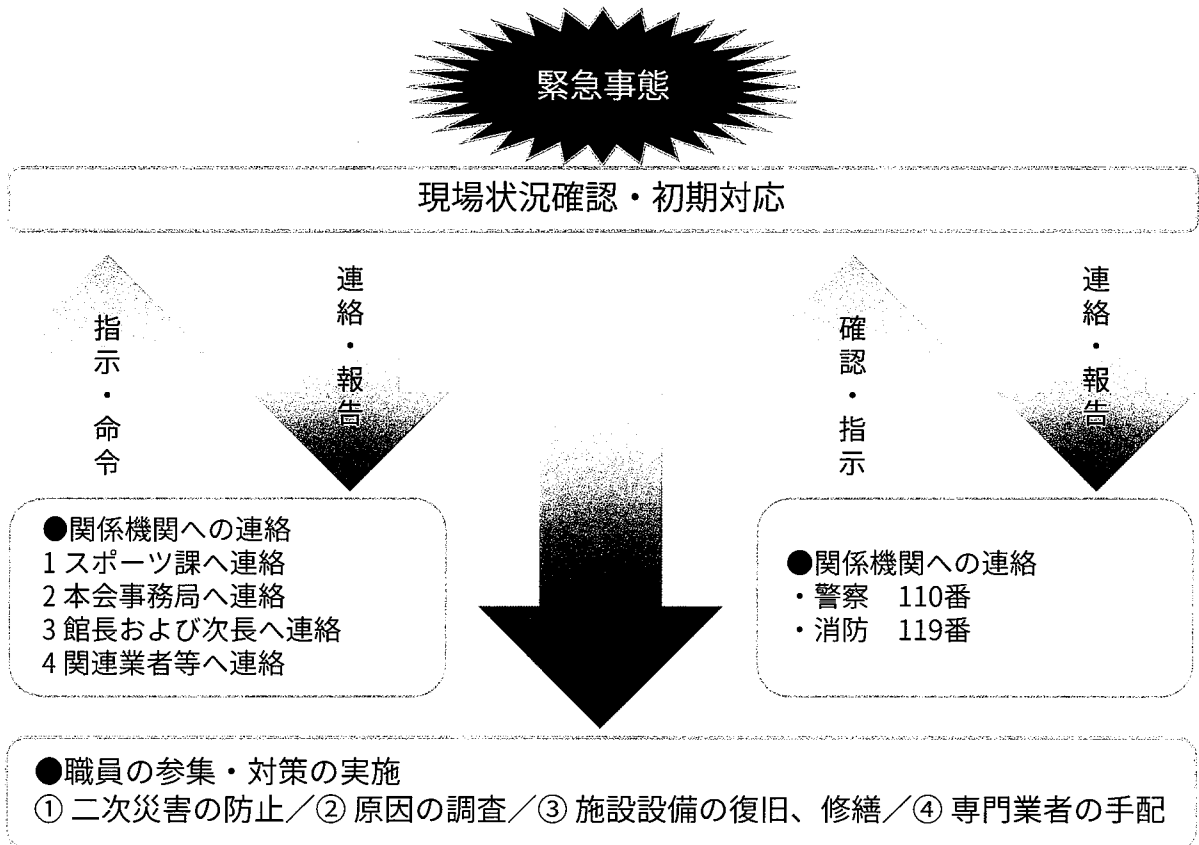 緊急事態
現場状況確認・初期対応
指示・命令
連絡・報告
確認・指示
連絡・報告
●関係機関への連絡
1 スポーツ課へ連絡
2 本会事務局へ連絡
3 館長および次長へ連絡
4 関連業者等へ連絡
●関係機関への連絡
・警察　110番
・消防　119番
●職員の参集・対策の実施
① 二次災害の防止／② 原因の調査／③ 施設設備の復旧、修繕／④ 専門業者の手配